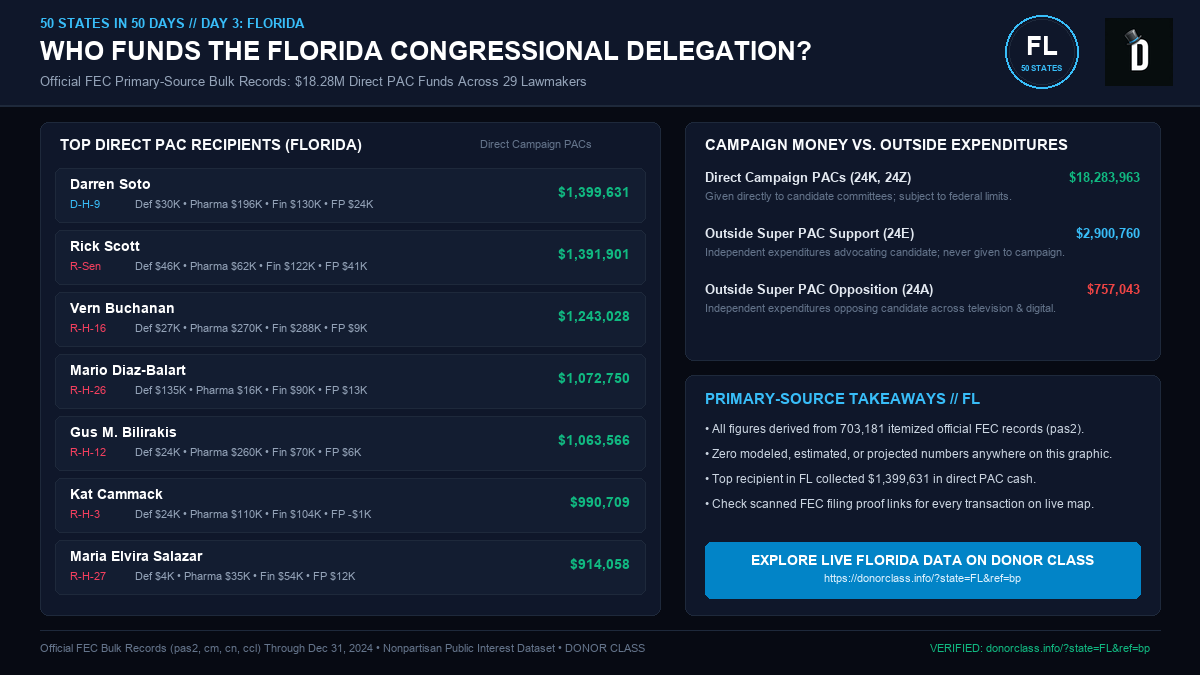 50 STATES IN 50 DAYS // DAY 3: FLORIDA
WHO FUNDS THE FLORIDA CONGRESSIONAL DELEGATION?
Official FEC Primary-Source Bulk Records: $18.28M Direct PAC Funds Across 29 Lawmakers
FL
50 STATES
D
TOP DIRECT PAC RECIPIENTS (FLORIDA)
Direct Campaign PACs
Darren Soto
D-H-9
Def $30K • Pharma $196K • Fin $130K • FP $24K
$1,399,631
Rick Scott
R-Sen
Def $46K • Pharma $62K • Fin $122K • FP $41K
$1,391,901
Vern Buchanan
R-H-16
Def $27K • Pharma $270K • Fin $288K • FP $9K
$1,243,028
Mario Diaz-Balart
R-H-26
Def $135K • Pharma $16K • Fin $90K • FP $13K
$1,072,750
Gus M. Bilirakis
R-H-12
Def $24K • Pharma $260K • Fin $70K • FP $6K
$1,063,566
Kat Cammack
R-H-3
Def $24K • Pharma $110K • Fin $104K • FP -$1K
$990,709
Maria Elvira Salazar
R-H-27
Def $4K • Pharma $35K • Fin $54K • FP $12K
$914,058
CAMPAIGN MONEY VS. OUTSIDE EXPENDITURES
Direct Campaign PACs (24K, 24Z)
$18,283,963
Given directly to candidate committees; subject to federal limits.
Outside Super PAC Support (24E)
$2,900,760
Independent expenditures advocating candidate; never given to campaign.
Outside Super PAC Opposition (24A)
$757,043
Independent expenditures opposing candidate across television & digital.
PRIMARY-SOURCE TAKEAWAYS // FL
• All figures derived from 703,181 itemized official FEC records (pas2).
• Zero modeled, estimated, or projected numbers anywhere on this graphic.
• Top recipient in FL collected $1,399,631 in direct PAC cash.
• Check scanned FEC filing proof links for every transaction on live map.
EXPLORE LIVE FLORIDA DATA ON DONOR CLASS
https://donorclass.info/?state=FL&ref=bp
Official FEC Bulk Records (pas2, cm, cn, ccl) Through Dec 31, 2024 • Nonpartisan Public Interest Dataset • DONOR CLASS
VERIFIED: donorclass.info/?state=FL&ref=bp